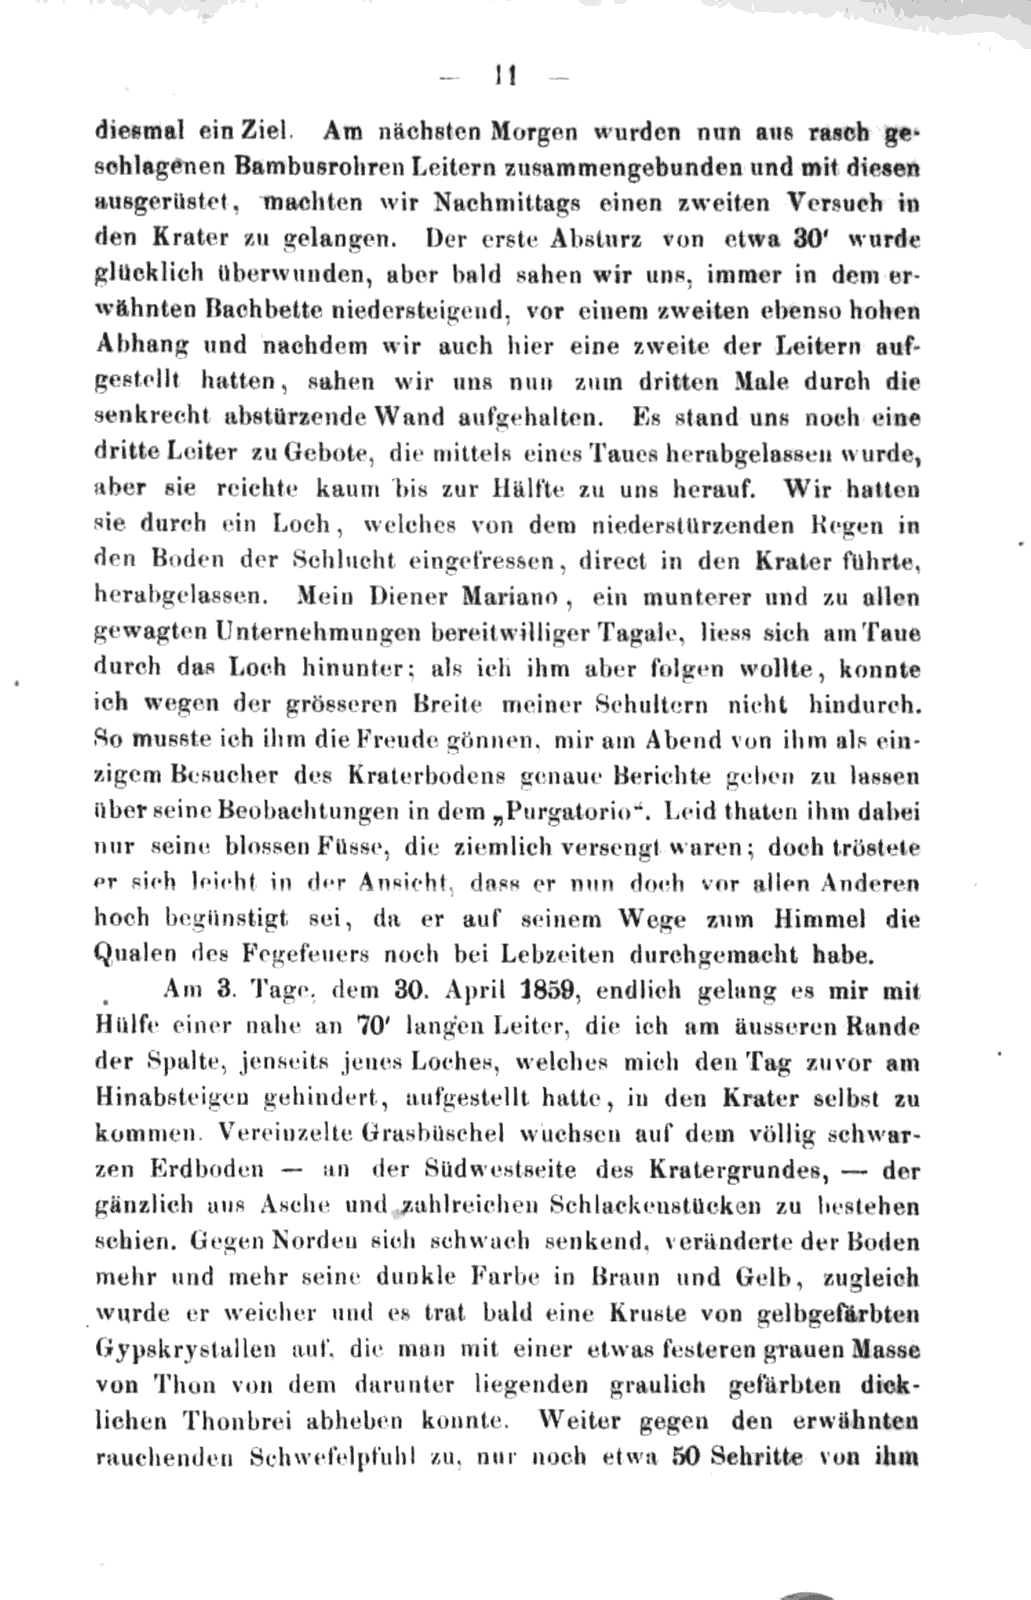 — 11 —
diesmal ein Ziel. Am nächsten Morgen wurden nun aus rasch ge-
schlagenen Bambusrohren Leitern zusammengebunden und mit diesen
ausgerüstet, machten wir Nachmittags einen zweiten Versuch in
den Krater zu gelangen. Der erste Absturz von etwa 30' wurde
glücklich überwunden, aber bald sahen wir uns, immer in dem er-
wähnten Bachbette niedersteigend, vor einem zweiten ebenso hohen
Abhang und nachdem wir auch hier eine zweite der Leitern auf-
gestellt hatten, sahen wir uns nun zum dritten Male durch die
senkrecht abstürzende Wand aufgehalten. Es stand uns noch eine
dritte Leiter zu Gebote, die mittels eines Taues herabgelassen wurde,
aber sie reichte kaum bis zur Hälfte zu uns herauf. Wir hatten
sie durch ein Loch, welches von dem niederstürzenden Regen in
den Boden der Schlucht eingefressen, direct in den Krater führte,
herabgelassen. Mein Diener Mariano, ein munterer und zu allen
gewagten Unternehmungen bereitwilliger Tagale, liess sich am Taue
durch das Loch hinunter; als ich ihm aber folgen wollte, konnte
ich wegen der grösseren Breite meiner Schultern nicht hindurch.
So musste ich ihm die Freude gönnen, mir am Abend von ihm als ein-
zigem Besucher des Kraterbodens genaue Berichte geben zu lassen
über seine Beobachtungen in dem „Purgatorio“. Leid thaten ihm dabei
nur seine blossen Füsse, die ziemlich versengt waren; doch tröstete
er sich leicht in der Ansicht, dass er nun doch vor allen Anderen
hoch begünstigt sei, da er auf seinem Wege zum Himmel die
Qualen des Fegefeuers noch bei Lebzeiten durchgemacht habe.
Am 3. Tage, dem 30. April 1859, endlich gelang es mir mit
Hülfe einer nahe an 70' langen Leiter, die ich am äusseren Rande
der Spalte, jenseits jenes Loches, welches mich den Tag zuvor am
Hinabsteigen gehindert, aufgestellt hatte, in den Krater selbst zu
kommen. Vereinzelte Grasbüschel wuchsen auf dem völlig schwar-
zen Erdboden — an der Südwestseite des Kratergrundes, — der
gänzlich aus Asche und zahlreichen Schlackenstücken zu bestehen
schien. Gegen Norden sich schwach senkend, veränderte der Boden
mehr und mehr seine dunkle Farbe in Braun und Gelb, zugleich
wurde er weicher und es trat bald eine Kruste von gelbgefärbten
Gypskrystallen auf, die man mit einer etwas festeren grauen Masse
von Thon von dem darunter liegenden graulich gefärbten dick-
lichen Thonbrei abheben konnte. Weiter gegen den erwähnten
rauchenden Schwefelpfuhl zu, nur noch etwa 50 Schritte von ihm